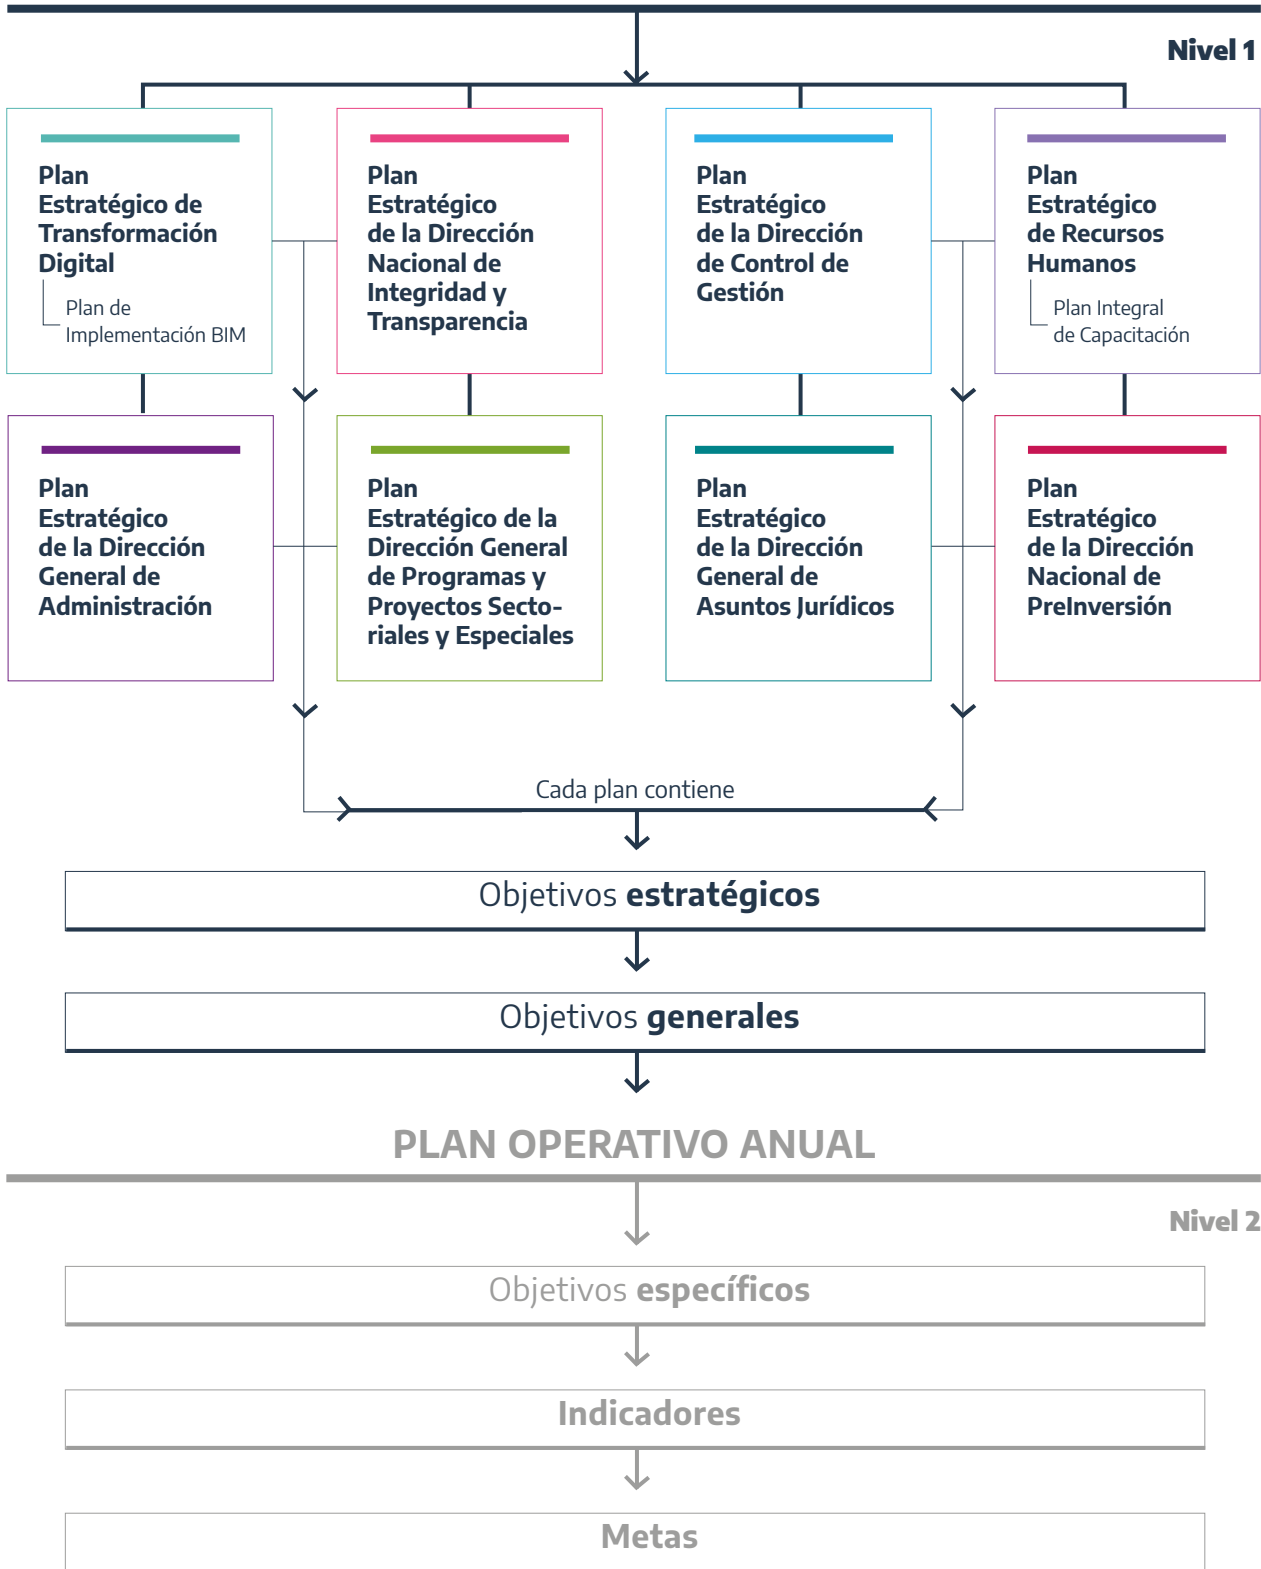 Nivel 1
Plan
Estratégico de
Transformación
Digital
Plan de
Implementación BIM
Plan
Estratégico
de la Dirección
Nacional de
Integridad y
Transparencia
Plan
Estratégico
de la Dirección
de Control de
Gestión
Plan
Estratégico
de Recursos
Humanos
Plan Integral
de Capacitación
Plan
Estratégico
de la Dirección
General de
Administración
Plan
Estratégico de la
Dirección General
de Programas y
Proyectos Secto-
riales y Especiales
Plan
Estratégico
de la Dirección
General de
Asuntos Jurídicos
Plan
Estratégico
de la Dirección
Nacional de
PreInversión
Cada plan contiene
Objetivos estratégicos
Objetivos generales
PLAN OPERATIVO ANUAL
Nivel 2
Objetivos específicos
Indicadores
Metas